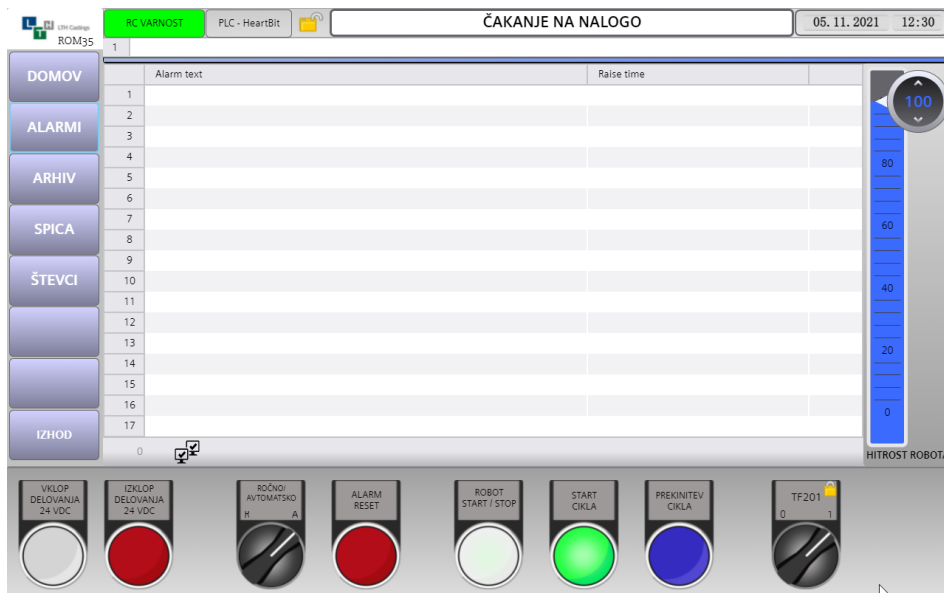 LTH Castings
ROM35
RC VARNOST
PLC - HeartBit
ČAKANJE NA NALOGO
05. 11. 2021 12:30
1
DOMOV
ALARMI
ARHIV
SPICA
ŠTEVCI
IZHOD
Alarm text Raise time
1
2
3
4
5
6
7
8
9
10
11
12
13
14
15
16
17
0
100
80
60
40
20
0
HITROST ROBOTA
VKLOP
DELOVANJA
24 VDC
IZKLOP
DELOVANJA
24 VDC
ROČNO/
AVTOMATSKO
R A
ALARM
RESET
ROBOT
START / STOP
START
CIKLA
PREKINITEV
CIKLA
TF201
0 1